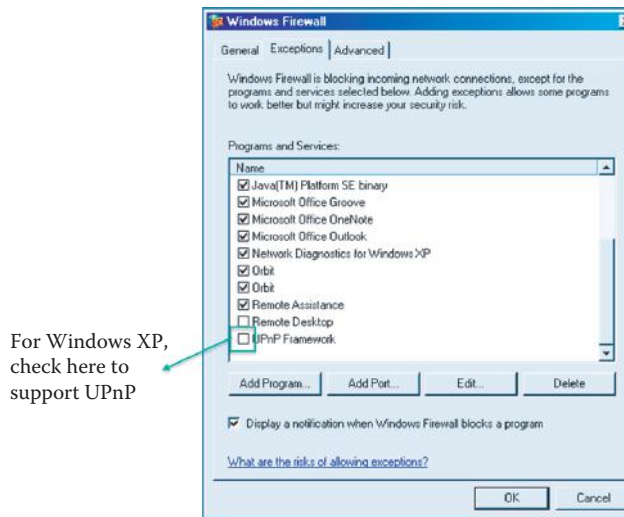 Windows Firewall
General Exceptions Advanced
Windows Firewall is blocking incoming network connections, except for the
programs and services selected below. Adding exceptions allows some programs
to work better but might increase your security risk.
Programs and Services:
Name
Java(TM) Platform SE binary
Microsoft Office Groove
Microsoft Office OneNote
Microsoft Office Outlook
Network Diagnostics for Windows XP
Orbit
Orbit
Remote Assistance
Remote Desktop
UPnP Framework
For Windows XP,
check here to
support UPnP
Add Program... Add Port... Edit... Delete
Display a notification when Windows Firewall blocks a program
What are the risks of allowing exceptions?
OK Cancel